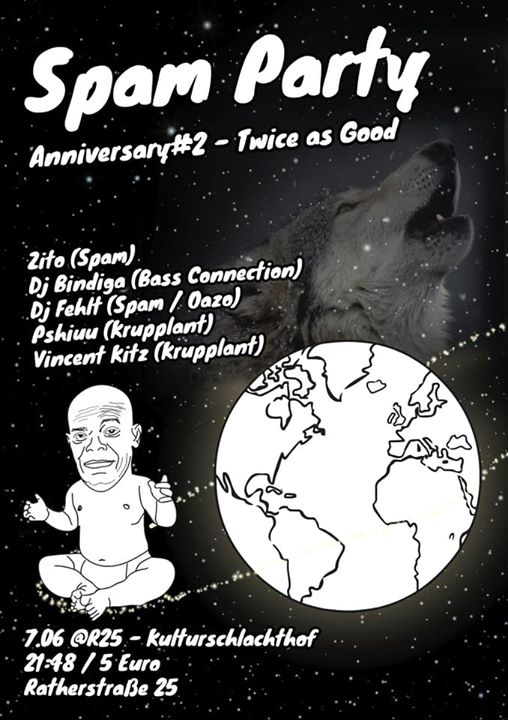 Spam Party
Anniversary#2 - Twice as Good
Zito (Spam)
Dj Bindiga (Bass Connection)
Dj Fehlt (Spam / Oazo)
Pshiuu (Krupplant)
Vincent Kitz (Krupplant)
7.06 @R25 - Kulturschlachthof
21:48 / 5 Euro
Ratherstraße 25